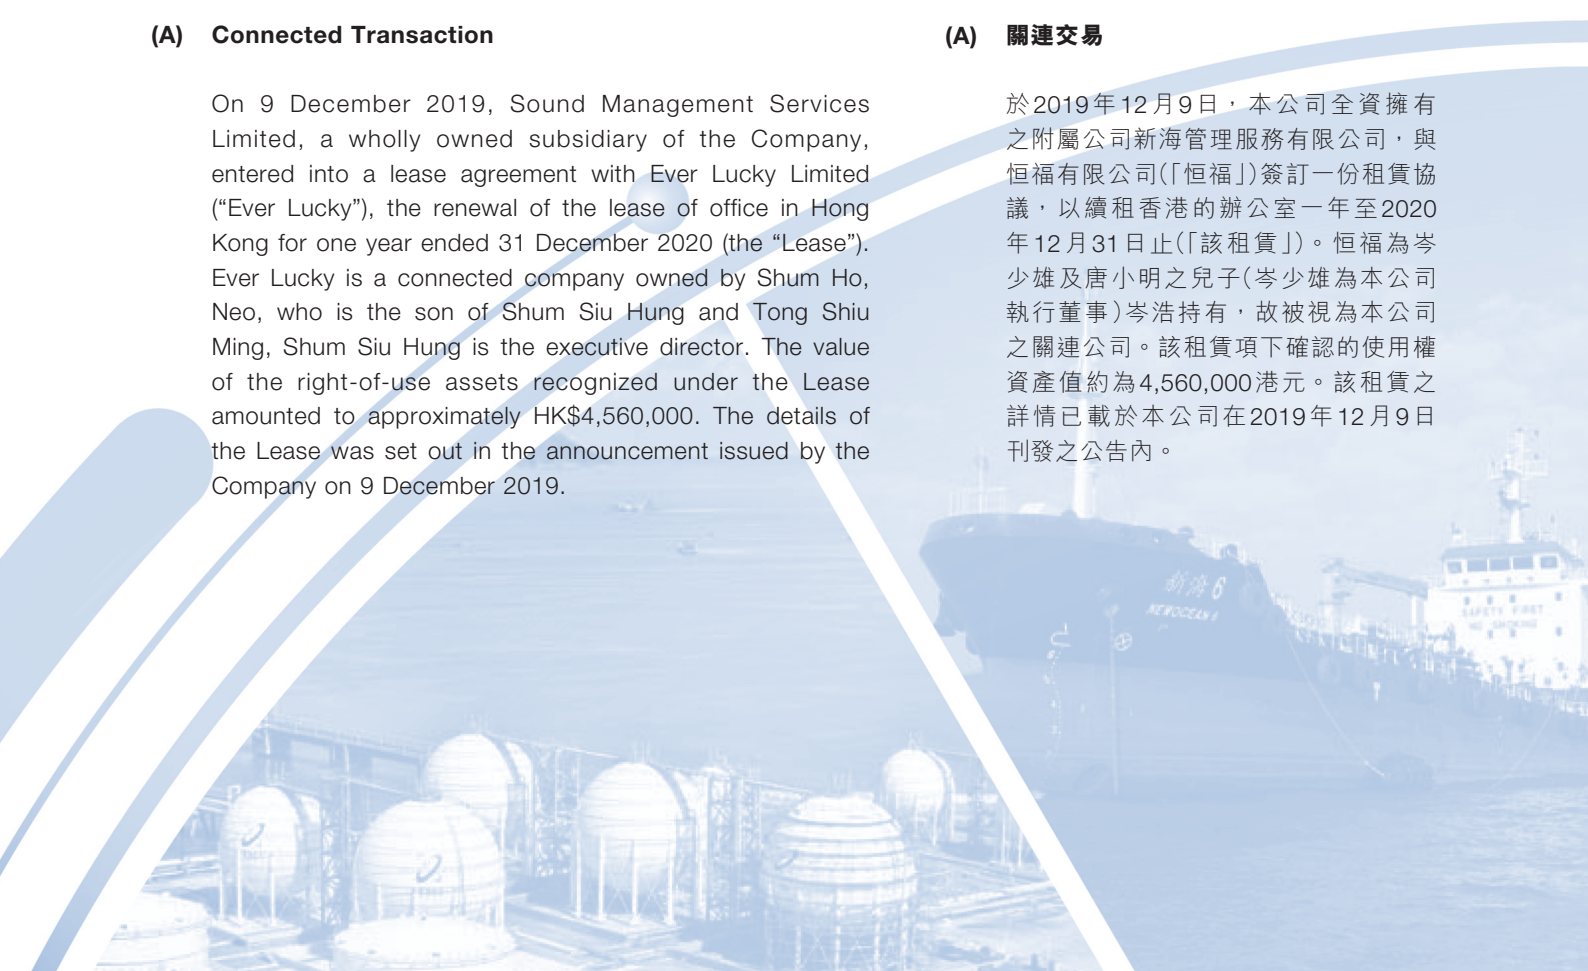 (A) Connected Transaction
On 9 December 2019, Sound Management Services
Limited, a wholly owned subsidiary of the Company,
entered into a lease agreement with Ever Lucky Limited
(“Ever Lucky”), the renewal of the lease of office in Hong
Kong for one year ended 31 December 2020 (the “Lease”).
Ever Lucky is a connected company owned by Shum Ho,
Neo, who is the son of Shum Siu Hung and Tong Shiu
Ming, Shum Siu Hung is the executive director. The value
of the right-of-use assets recognized under the Lease
amounted to approximately HK$4,560,000. The details of
the Lease was set out in the announcement issued by the
Company on 9 December 2019.
(A) 關連交易
於2019年12月9日，本公司全資擁有
之附屬公司新海管理服務有限公司，與
恒福有限公司(「恒福」)簽訂一份租賃協
議，以續租香港的辦公室一年至2020
年12月31日止(「該租賃」)。恒福為岑
少雄及唐小明之兒子(岑少雄為本公司
執行董事)岑浩持有，故被視為本公司
之關連公司。該租賃項下確認的使用權
資產值約為4,560,000港元。該租賃之
詳情已載於本公司在2019年12月9日
刊發之公告內。
新海 6
NEWOCEAN 6
SAFETY FIRST
NO SMOKING